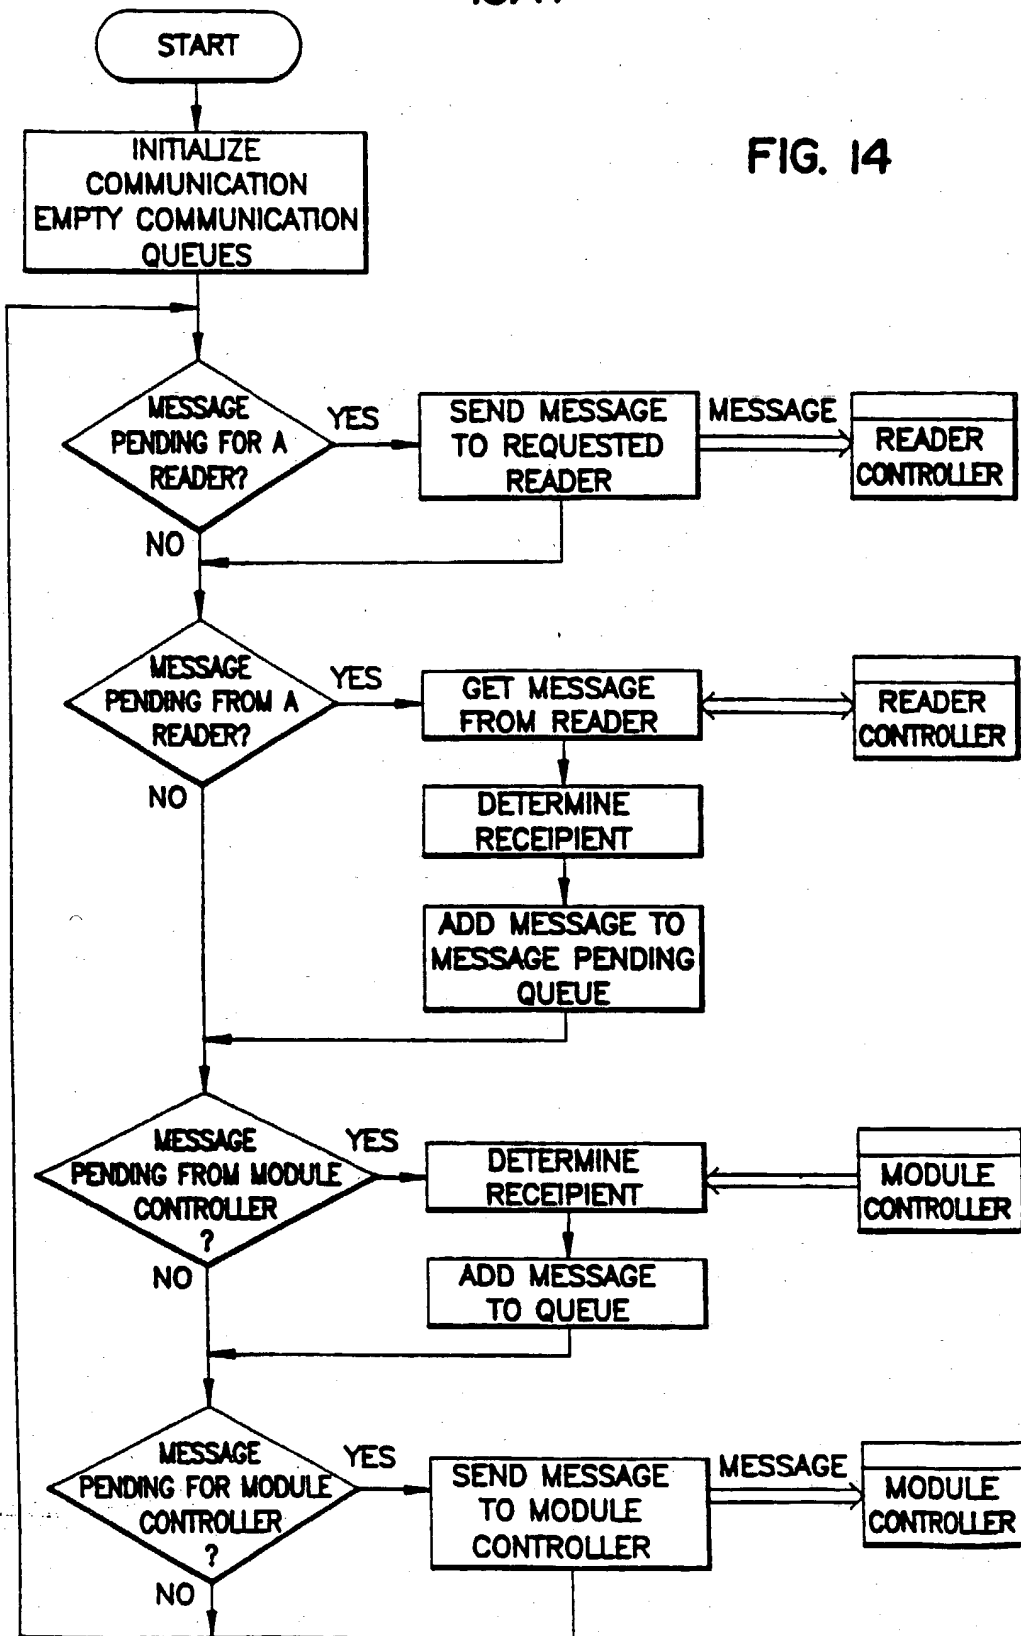 START
INITIALIZE
COMMUNICATION
EMPTY COMMUNICATION
QUEUES
FIG. 14
MESSAGE
PENDING FOR A
READER?
YES
SEND MESSAGE
TO REQUESTED
READER
MESSAGE
READER
CONTROLLER
NO
MESSAGE
PENDING FROM A
READER?
YES
GET MESSAGE
FROM READER
READER
CONTROLLER
NO
DETERMINE
RECEIPIENT
ADD MESSAGE TO
MESSAGE PENDING
QUEUE
MESSAGE
PENDING FROM MODULE
CONTROLLER
?
YES
DETERMINE
RECEIPIENT
MODULE
CONTROLLER
NO
ADD MESSAGE
TO QUEUE
MESSAGE
PENDING FOR MODULE
CONTROLLER
?
YES
SEND MESSAGE
TO MODULE
CONTROLLER
MESSAGE
MODULE
CONTROLLER
NO